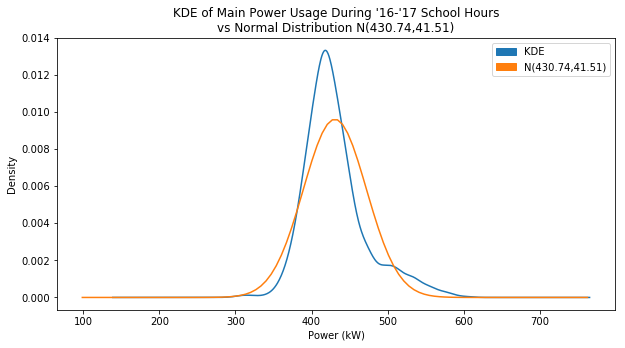 KDE of Main Power Usage During '16-'17 School Hours
vs Normal Distribution N(430.74,41.51)
0.014
0.012
0.010
0.008
0.006
0.004
0.002
0.000
Density
KDE
N(430.74,41.51)
100 200 300 400 500 600 700
Power (kW)